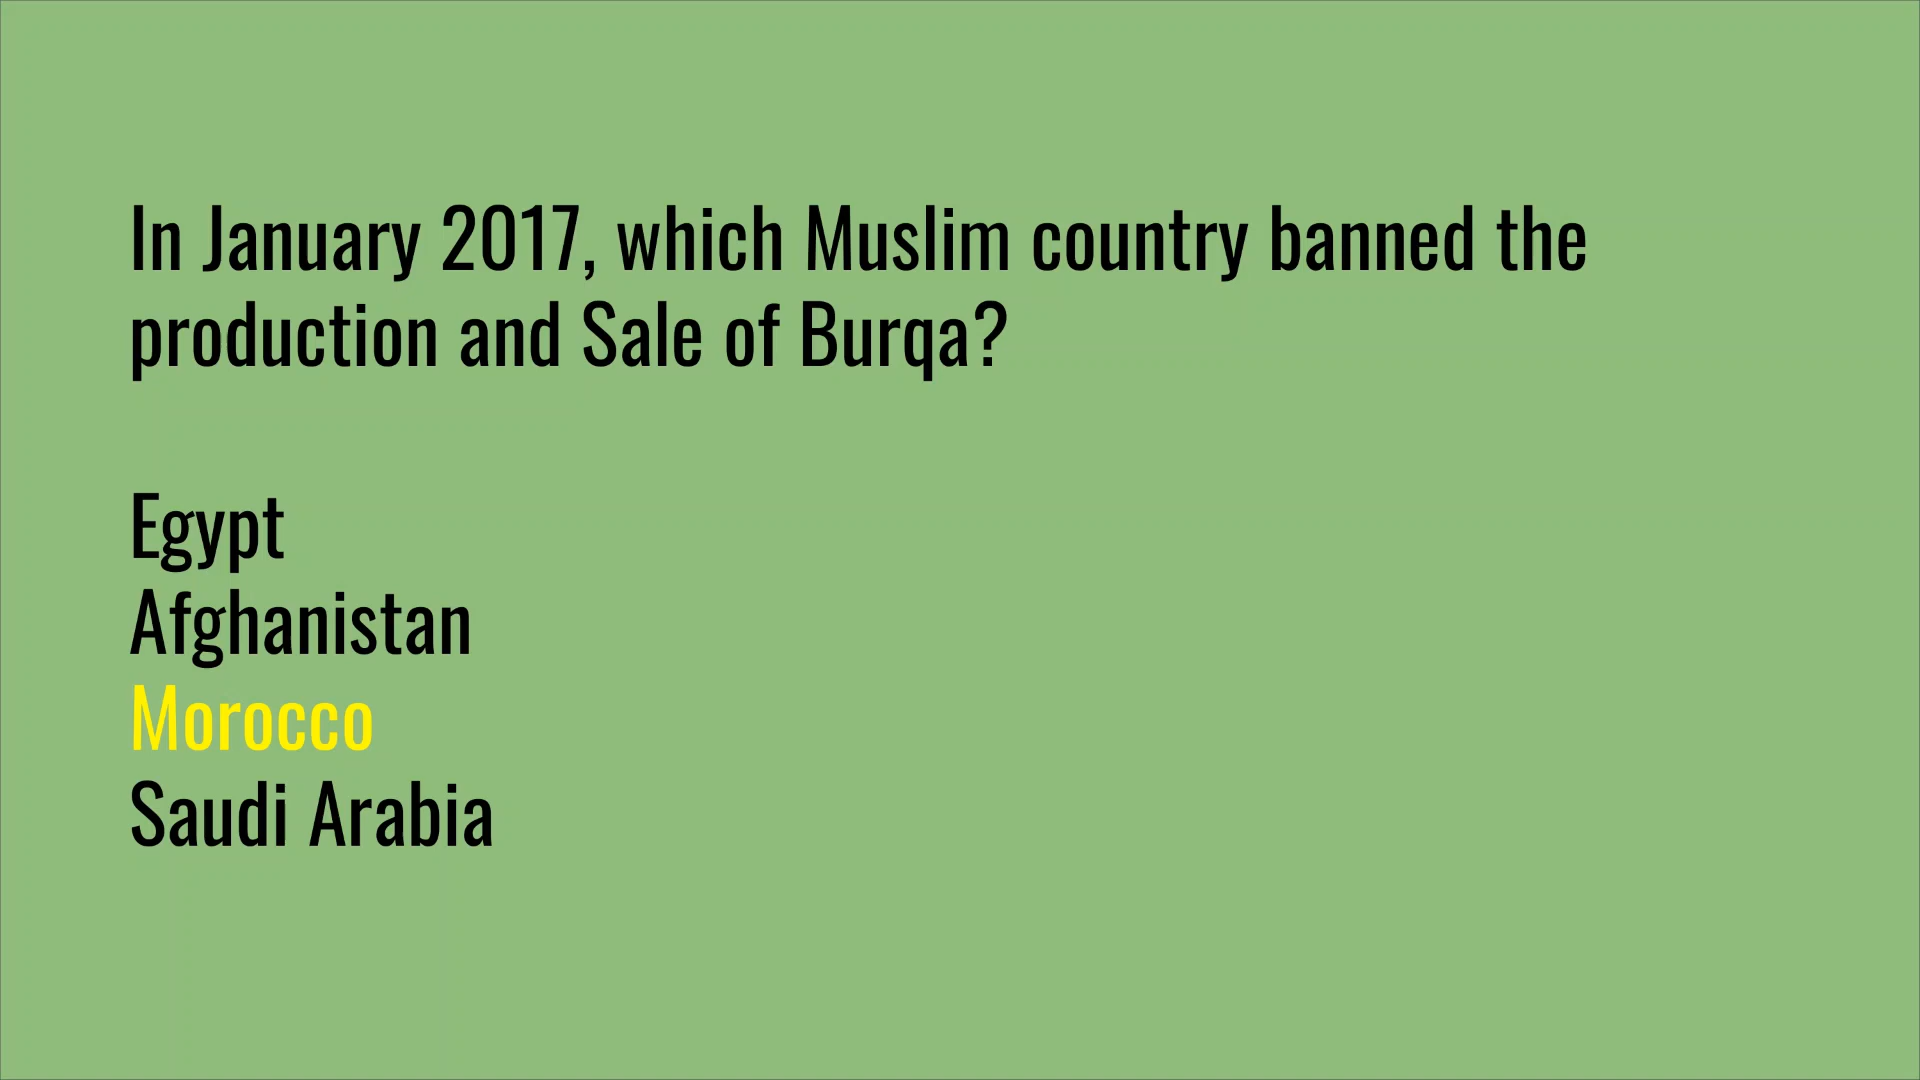 In January 2017, which Muslim country banned the
production and Sale of Burqa?
Egypt
Afghanistan
Morocco
Saudi Arabia